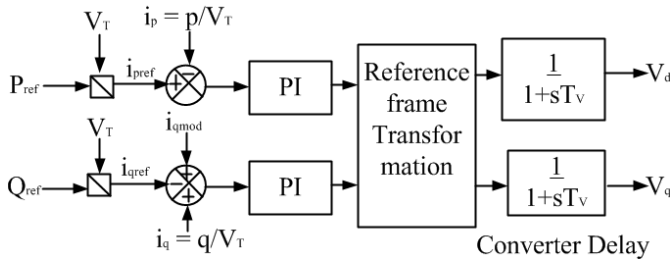 V_T
i_p = p/V_T
P_ref
i_pref
+
−
PI
Reference
frame
Transfor
mation
1
1+sT_V
V_d
V_T
i_qmod
Q_ref
i_qref
−
+
+
PI
1
1+sT_V
V_q
i_q = q/V_T
Converter Delay